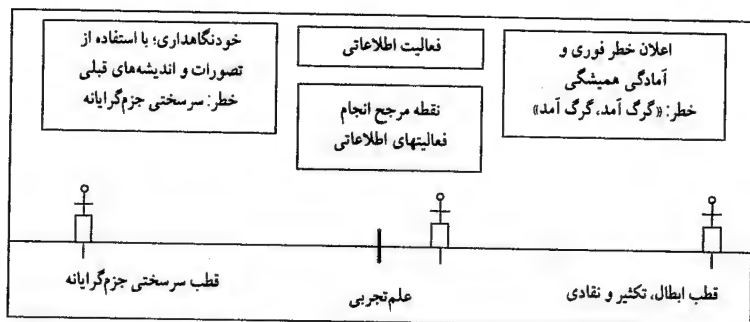 اعلان خطر فوری و
آمادگی همیشگی
خطر: «گرگ آمد، گرگ آمد»
فعالیت اطلاعاتی
نقطه مرجح انجام
فعالیتهای اطلاعاتی
خودنگاهداری؛ با استفاده از
تصورات و اندیشه‌های قبلی
خطر: سرسختی جزم‌گرایانه
قطب ابطال، تکثیر و نقادی
علم‌تجربی
قطب سرسختی جزم‌گرایانه